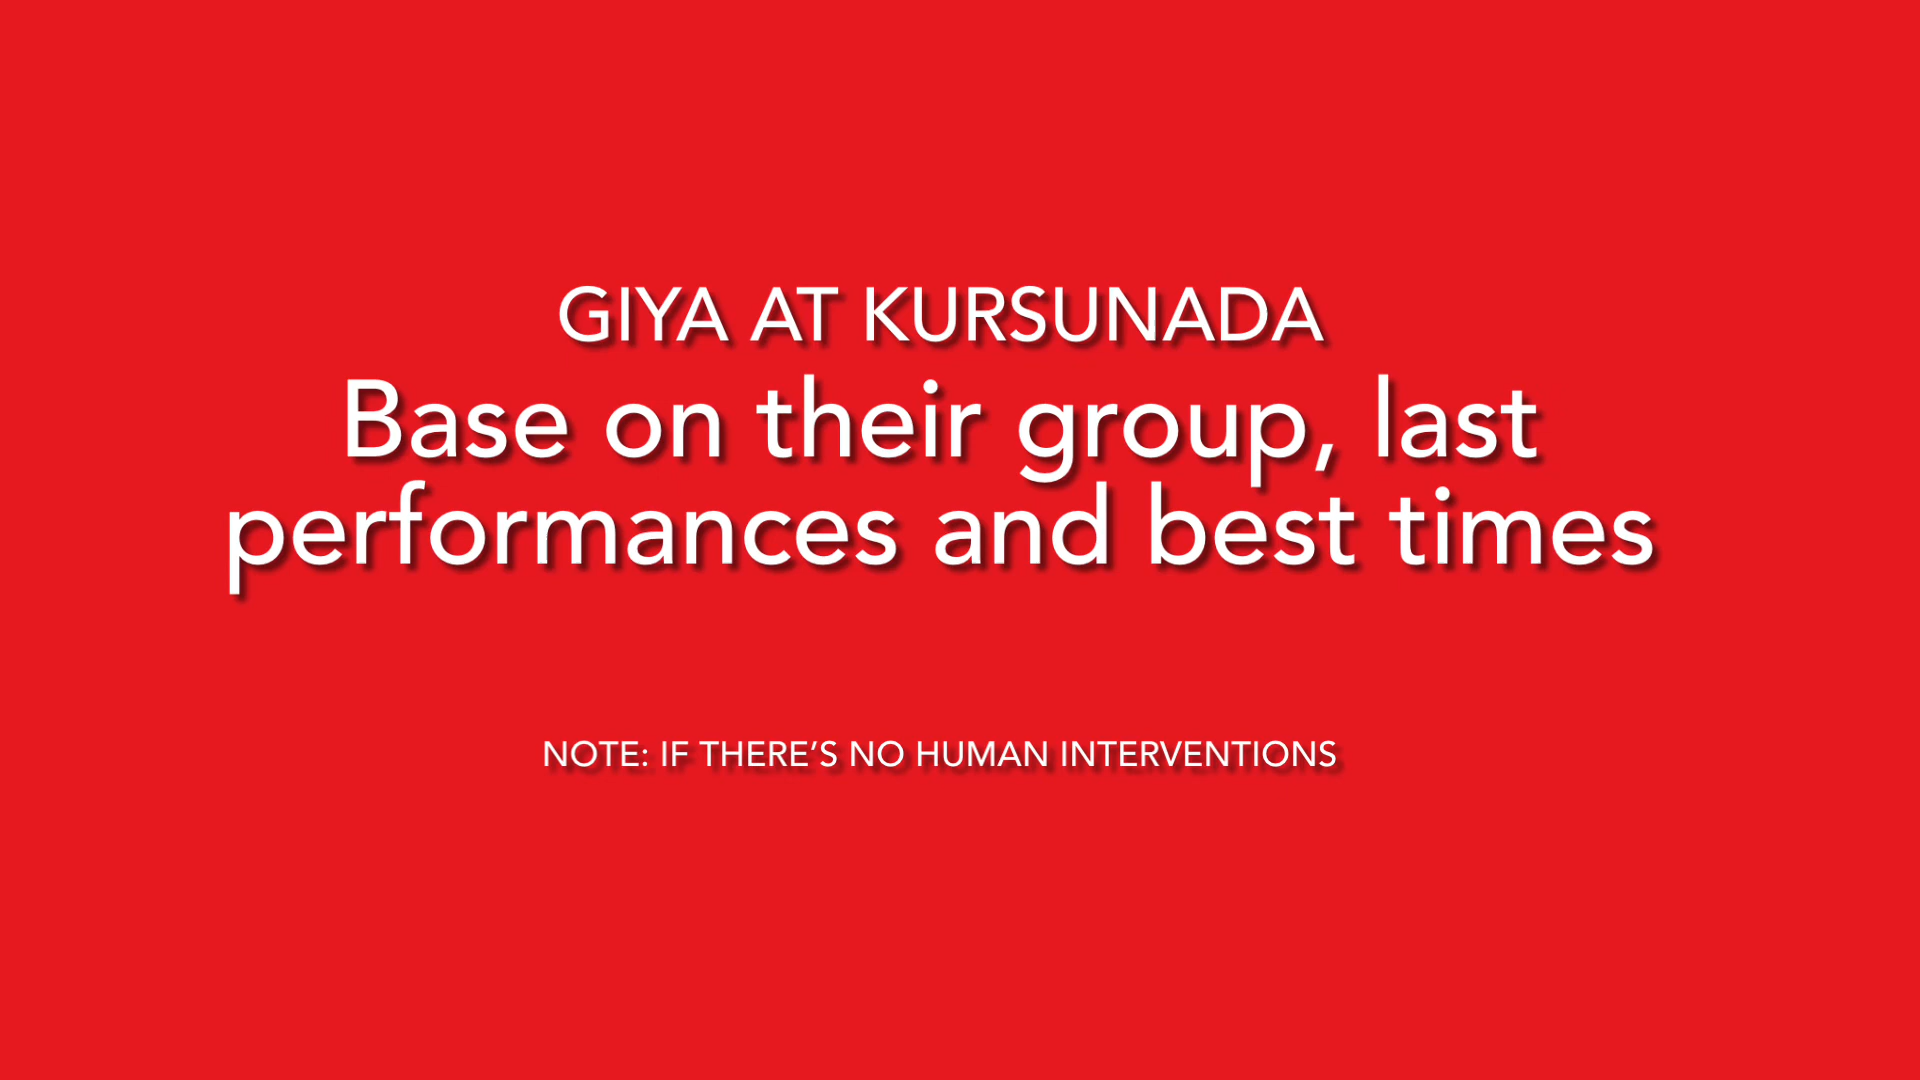 GIYA AT KURSUNADA
Base on their group, last
performances and best times
NOTE: IF THERE’S NO HUMAN INTERVENTIONS